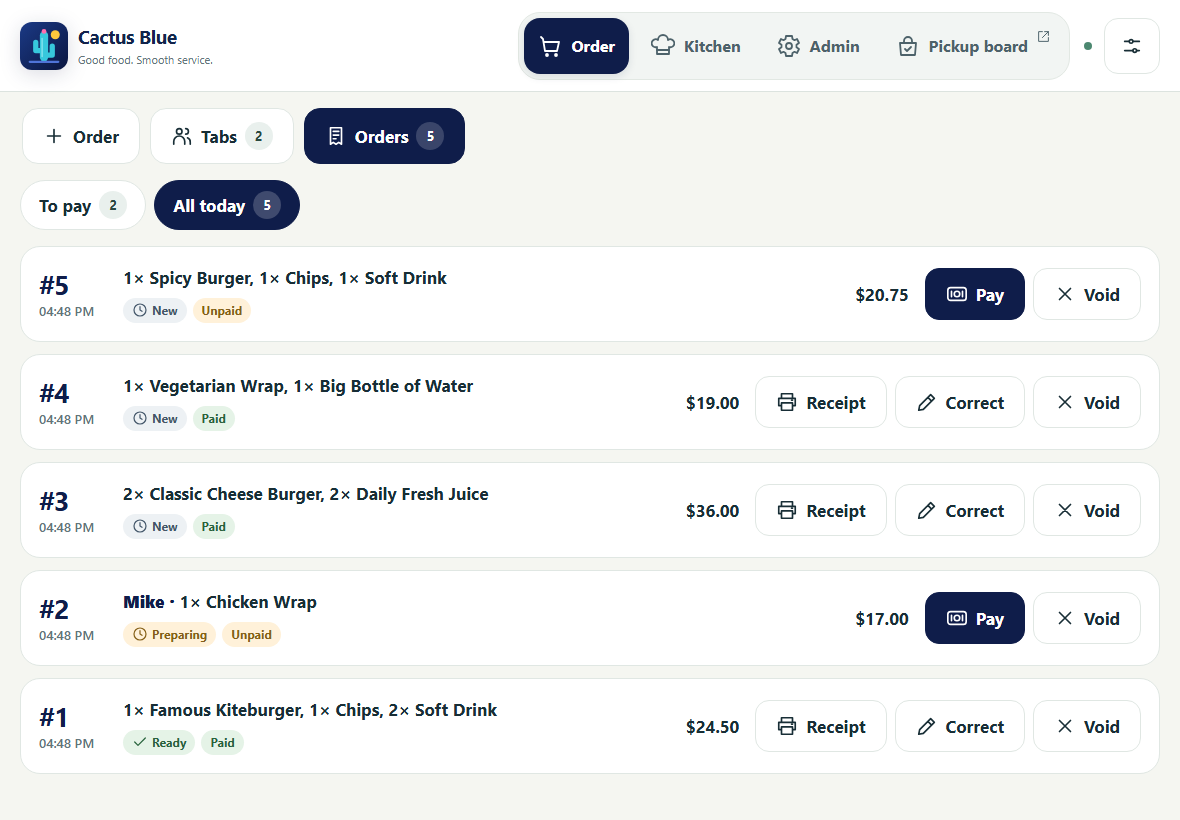 Cactus Blue
Good food. Smooth service.
Order
Kitchen
Admin
Pickup board
Order
Tabs 2
Orders 5
To pay 2
All today 5
#5
04:48 PM
1× Spicy Burger, 1× Chips, 1× Soft Drink
New Unpaid
$20.75
Pay
Void
#4
04:48 PM
1× Vegetarian Wrap, 1× Big Bottle of Water
New Paid
$19.00
Receipt
Correct
Void
#3
04:48 PM
2× Classic Cheese Burger, 2× Daily Fresh Juice
New Paid
$36.00
Receipt
Correct
Void
#2
04:48 PM
Mike · 1× Chicken Wrap
Preparing Unpaid
$17.00
Pay
Void
#1
04:48 PM
1× Famous Kiteburger, 1× Chips, 2× Soft Drink
Ready Paid
$24.50
Receipt
Correct
Void